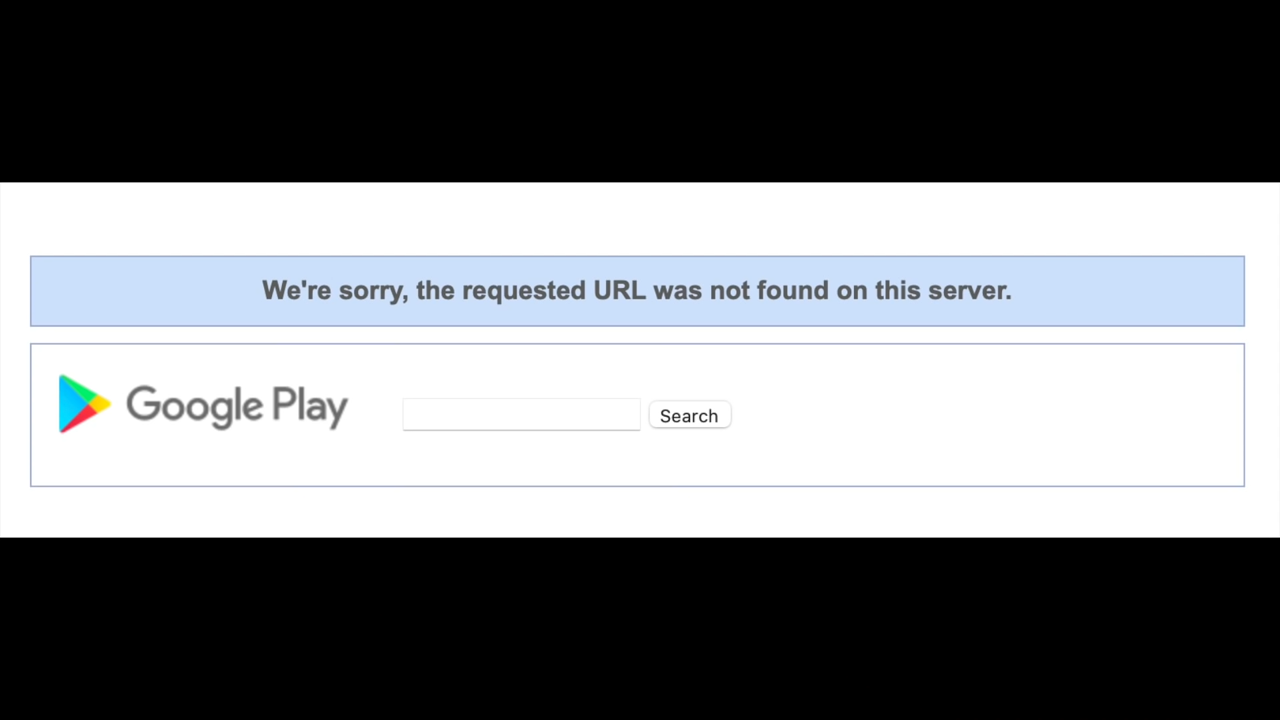 We're sorry, the requested URL was not found on this server.
Google Play
Search